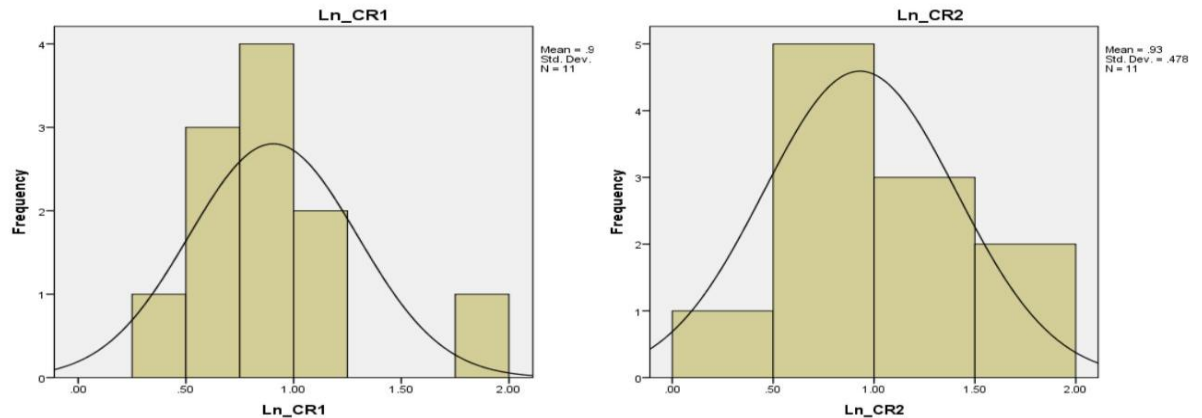 Ln_CR1
Mean = .9
Std. Dev.
N = 11
4
3
2
1
0
Frequency
.00 .50 1.00 1.50 2.00
Ln_CR1
Ln_CR2
Mean = .93
Std. Dev. = .478
N = 11
5
4
3
2
1
0
Frequency
.00 .50 1.00 1.50 2.00
Ln_CR2